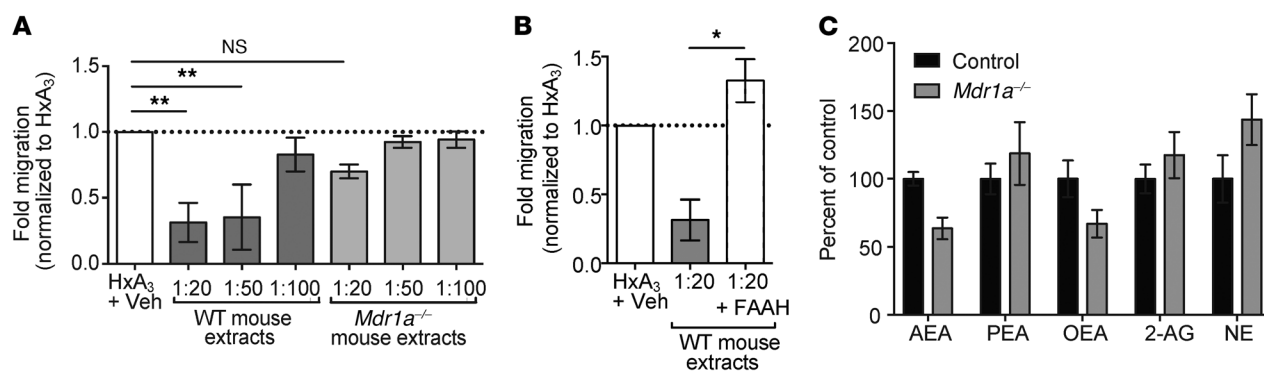 A
NS
**
**
Fold migration
(normalized to HxA₃)
1.5
1.0
0.5
0.0
HxA₃
+ Veh
1:20 1:50 1:100 1:20 1:50 1:100
WT mouse
extracts
Mdr1a⁻/⁻
mouse extracts
B
*
Fold migration
(normalized to HxA₃)
1.5
1.0
0.5
0.0
HxA₃
+ Veh
1:20 1:20
+ FAAH
WT mouse
extracts
C
Control
Mdr1a⁻/⁻
Percent of control
200
150
100
50
0
AEA PEA OEA 2-AG NE